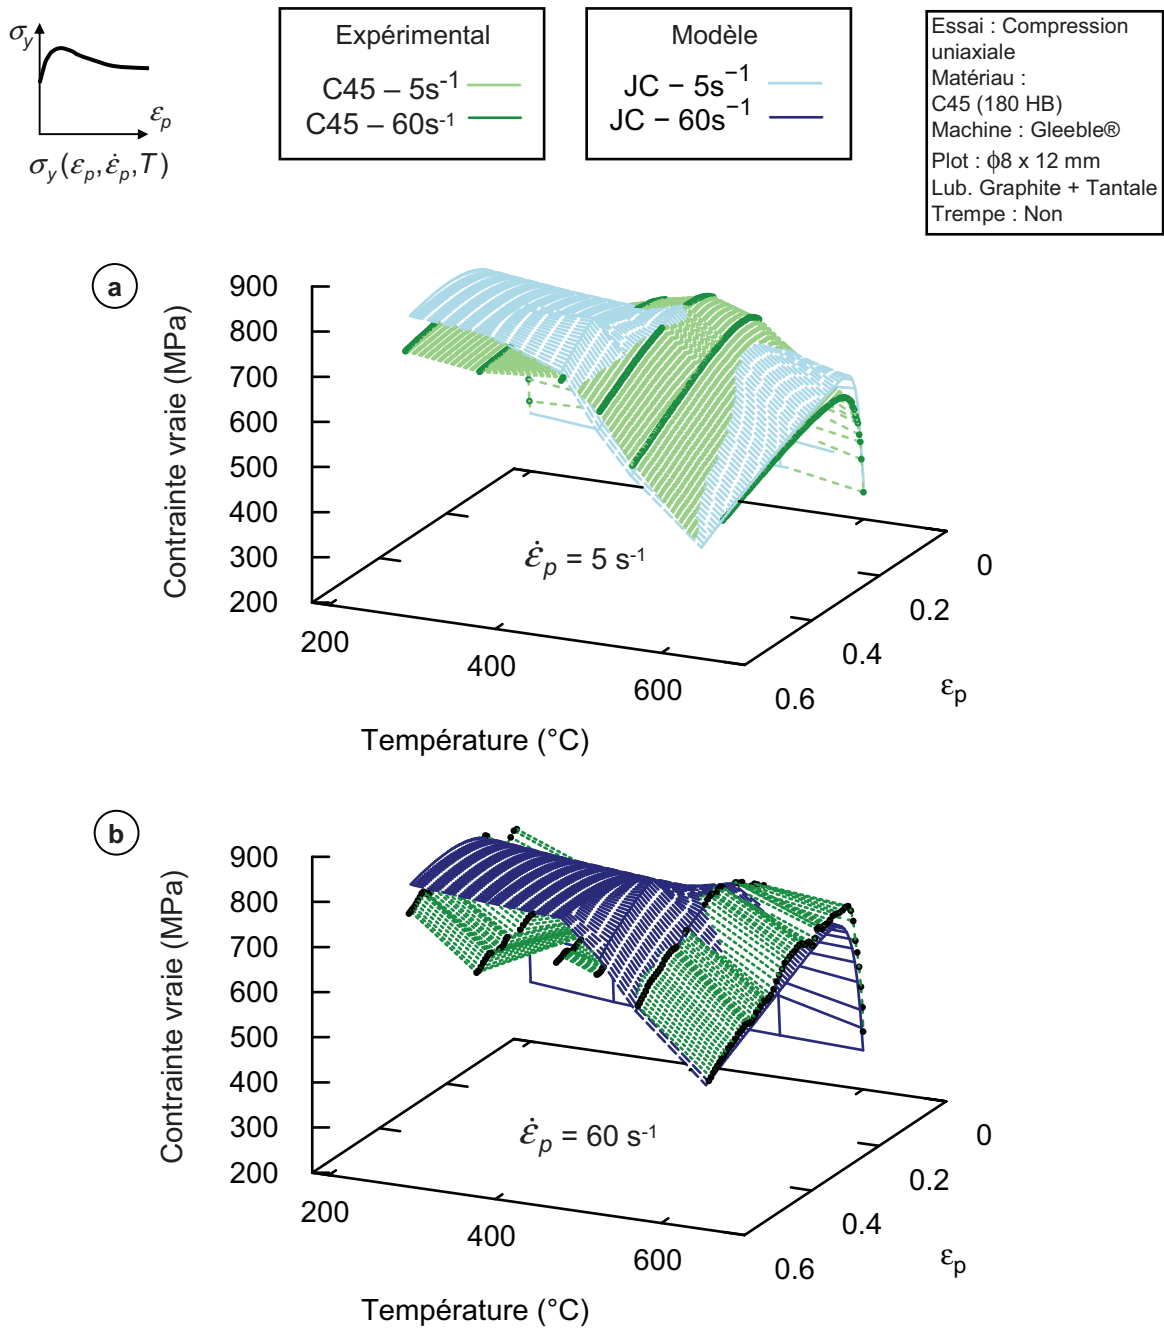 σy
εp
σy(εp, ε̇p, T)
Expérimental
C45 – 5s-1
C45 – 60s-1
Modèle
JC − 5s−1
JC − 60s−1
Essai : Compression
uniaxiale
Matériau :
C45 (180 HB)
Machine : Gleeble®
Plot : ϕ8 x 12 mm
Lub. Graphite + Tantale
Trempe : Non
a
Contrainte vraie (MPa)
900
800
700
600
500
400
300
200
ε̇p = 5 s-1
200
400
600
Température (°C)
0
0.2
0.4
0.6
εp
b
Contrainte vraie (MPa)
900
800
700
600
500
400
300
200
ε̇p = 60 s-1
200
400
600
Température (°C)
0
0.2
0.4
0.6
εp